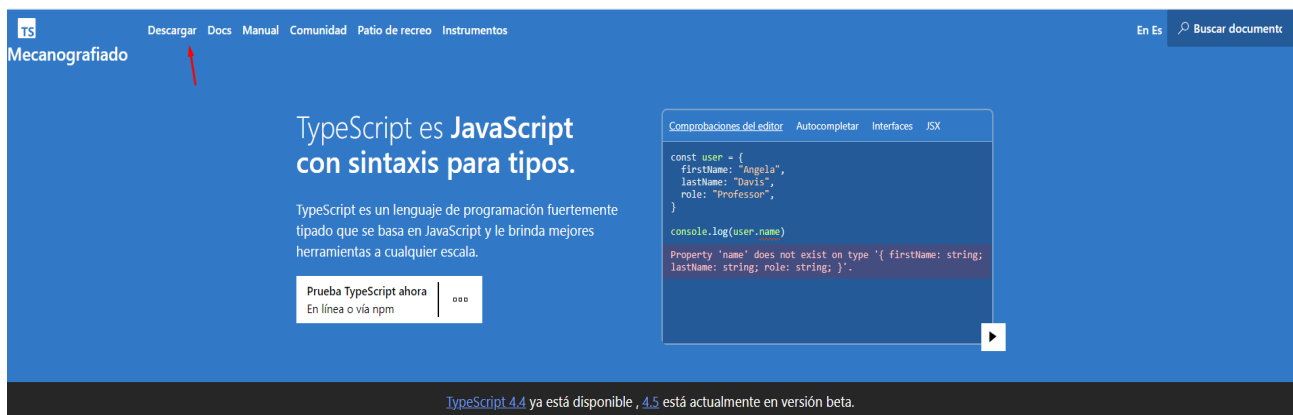 TS
Mecanografiado
Descargar Docs Manual Comunidad Patio de recreo Instrumentos
En Es
Buscar documentc
TypeScript es JavaScript
con sintaxis para tipos.
TypeScript es un lenguaje de programación fuertemente
tipado que se basa en JavaScript y le brinda mejores
herramientas a cualquier escala.
Prueba TypeScript ahora
En línea o vía npm
Comprobaciones del editor Autocompletar Interfaces JSX
const user = {
firstName: "Angela",
lastName: "Davis",
role: "Professor",
}
console.log(user.name)
Property 'name' does not exist on type '{ firstName: string;
lastName: string; role: string; }'.
TypeScript 4.4 ya está disponible , 4.5 está actualmente en versión beta.